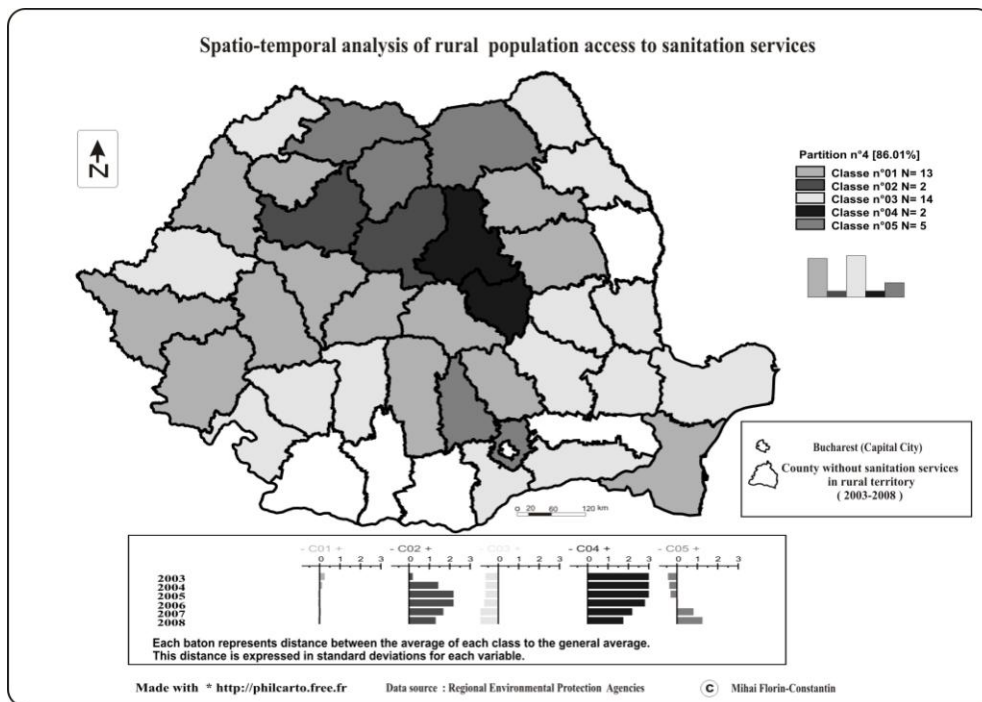 Spatio-temporal analysis of rural population access to sanitation services
N
Partition n°4 [86.01%]
Classe n°01 N= 13
Classe n°02 N= 2
Classe n°03 N= 14
Classe n°04 N= 2
Classe n°05 N= 5
Bucharest (Capital City)
County without sanitation services
in rural territory
( 2003-2008 )
0 20 60 120 km
- C01 + - C02 + - C03 + - C04 + - C05 +
0 1 2 3 0 1 2 3 0 1 2 3 0 1 2 3 0 1 2 3
2003
2004
2005
2006
2007
2008
Each baton represents distance between the average of each class to the general average.
This distance is expressed in standard deviations for each variable.
Made with * http://philcarto.free.fr Data source : Regional Environmental Protection Agencies C Mihai Florin-Constantin